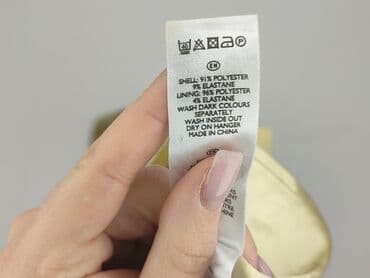 EN
SHELL: 91% POLYESTER
9% ELASTANE
LINING: 96% POLYESTER
4% ELASTANE
WASH DARK COLOURS
SEPARATELY
WASH INSIDE OUT
DRY ON HANGER
MADE IN CHINA